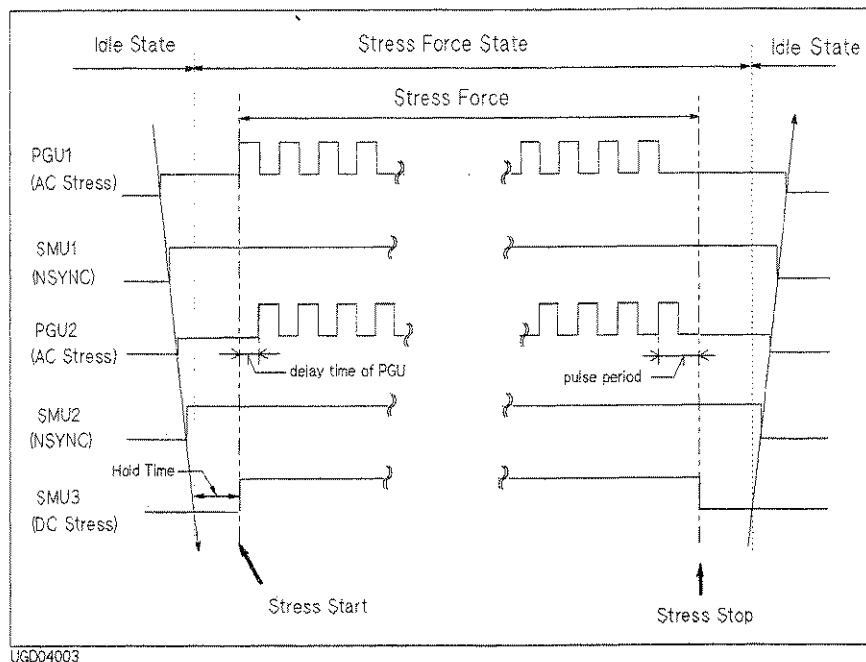 Idle State
Stress Force State
Idle State
Stress Force
PGU1
(AC Stress)
SMU1
(NSYNC)
PGU2
(AC Stress)
delay time of PGU
pulse period
SMU2
(NSYNC)
Hold Time
SMU3
(DC Stress)
Stress Start
Stress Stop
UGD04003